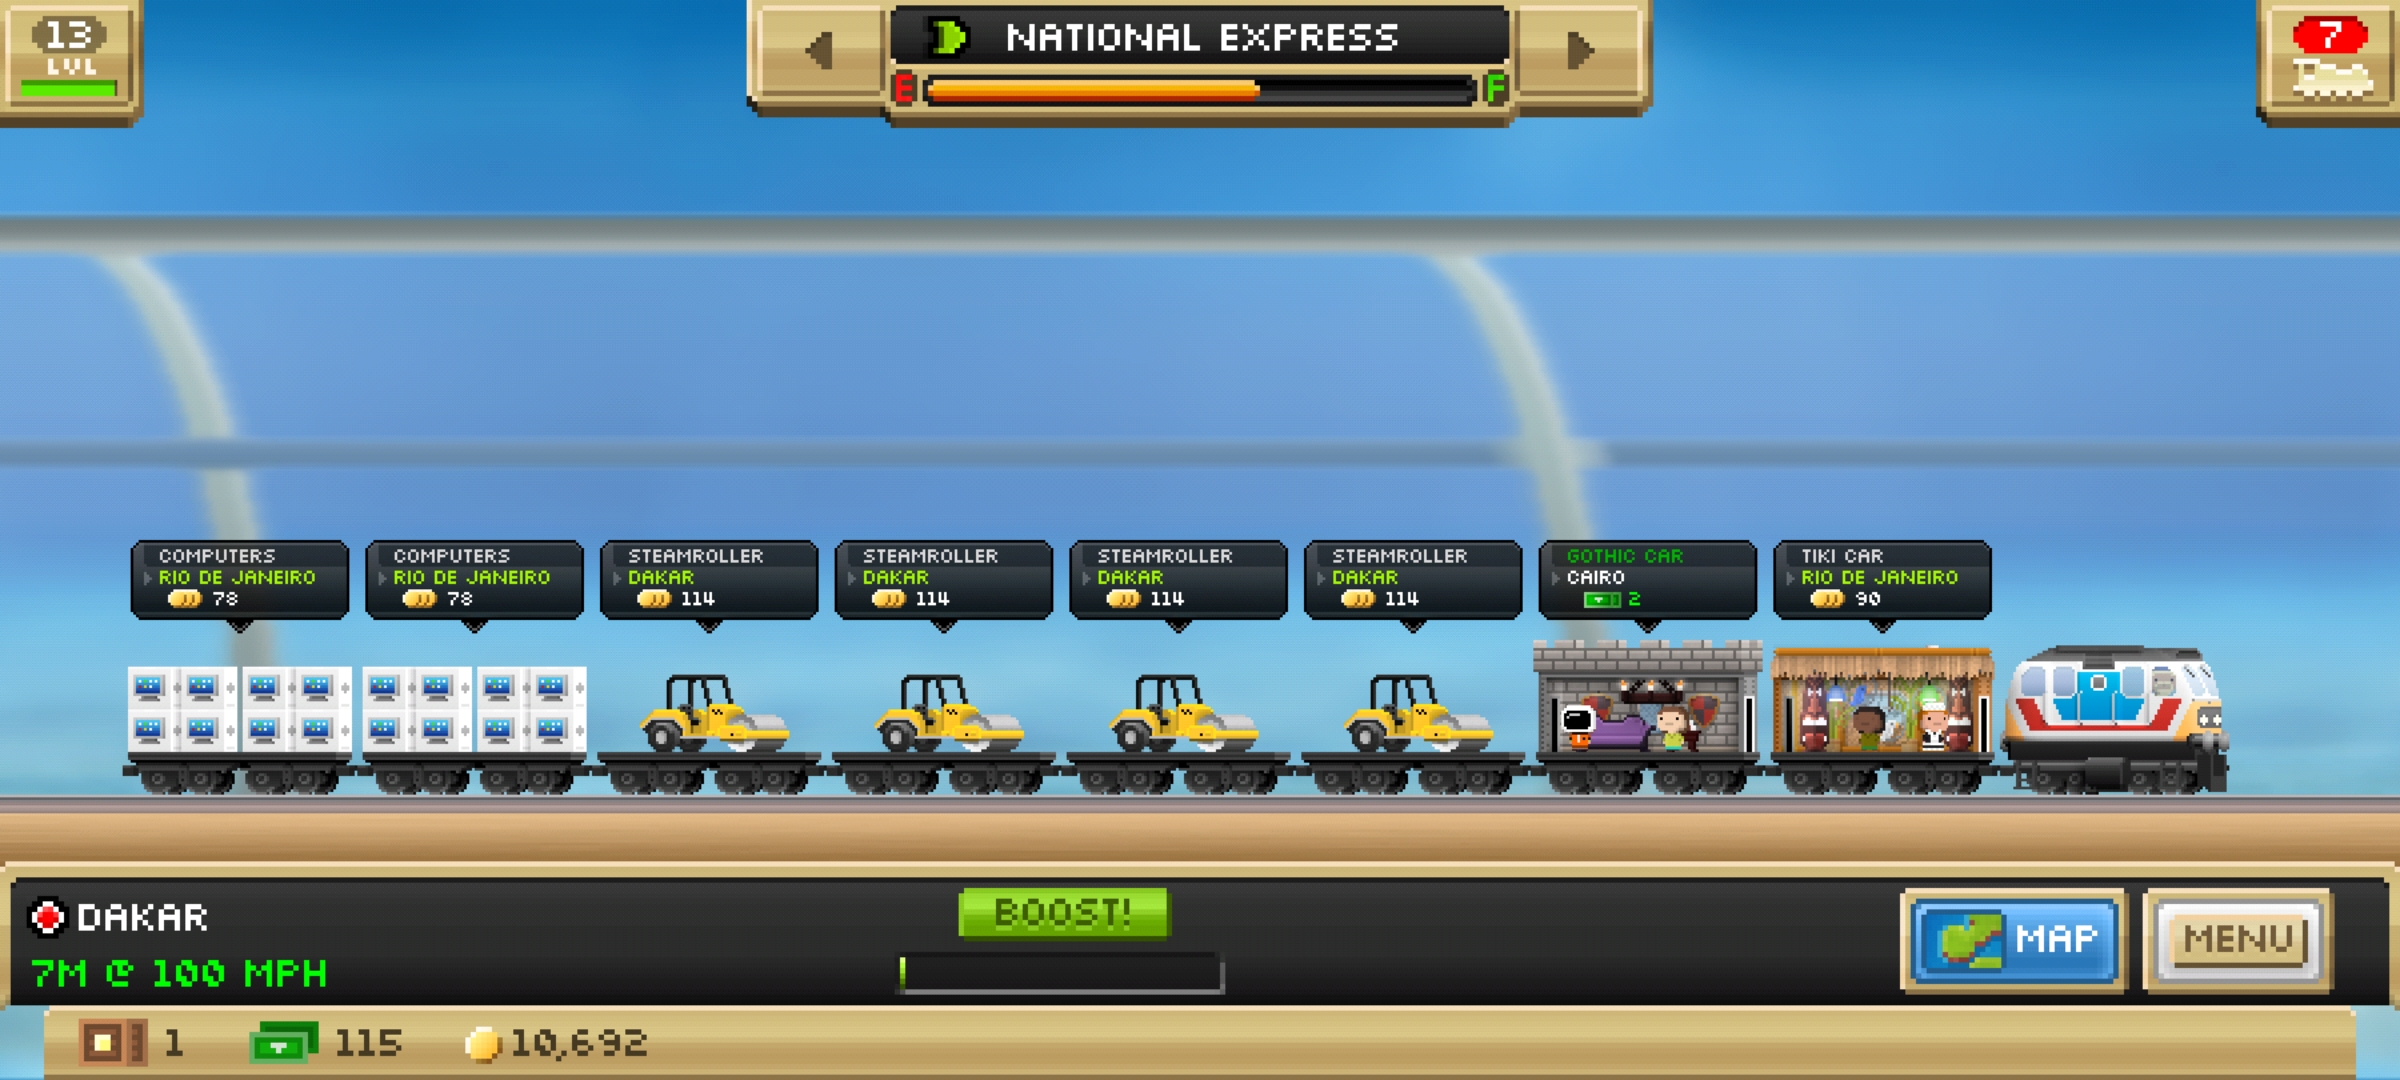 13
LVL
NATIONAL EXPRESS
E F
7
COMPUTERS
RIO DE JANEIRO
78
COMPUTERS
RIO DE JANEIRO
78
STEAMROLLER
DAKAR
114
STEAMROLLER
DAKAR
114
STEAMROLLER
DAKAR
114
STEAMROLLER
DAKAR
114
GOTHIC CAR
CAIRO
2
TIKI CAR
RIO DE JANEIRO
90
DAKAR
7M @ 100 MPH
BOOST!
MAP
MENU
1 115 10,692